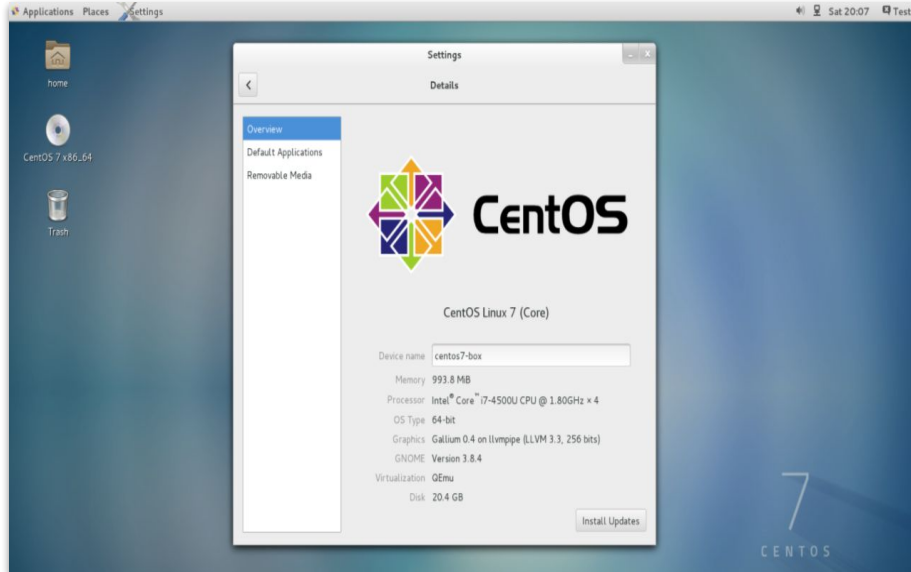 Applications Places Settings Sat 20:07 Test
home
CentOS 7 x86_64
Trash
Settings
Details
Overview
Default Applications
Removable Media
CentOS
CentOS Linux 7 (Core)
Device name centos7-box
Memory 993.8 MiB
Processor Intel® Core™ i7-4500U CPU @ 1.80GHz × 4
OS Type 64-bit
Graphics Gallium 0.4 on llvmpipe (LLVM 3.3, 256 bits)
GNOME Version 3.8.4
Virtualization QEmu
Disk 20.4 GB
Install Updates
7
CENTOS